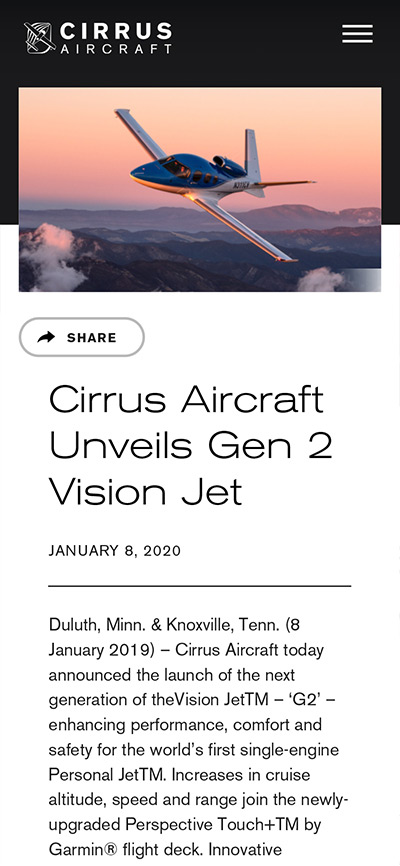 CIRRUS
AIRCRAFT
SHARE
Cirrus Aircraft
Unveils Gen 2
Vision Jet
JANUARY 8, 2020
Duluth, Minn. & Knoxville, Tenn. (8
January 2019) – Cirrus Aircraft today
announced the launch of the next
generation of theVision JetTM – ‘G2’ –
enhancing performance, comfort and
safety for the world’s first single-engine
Personal JetTM. Increases in cruise
altitude, speed and range join the newly-
upgraded Perspective Touch+TM by
Garmin® flight deck. Innovative